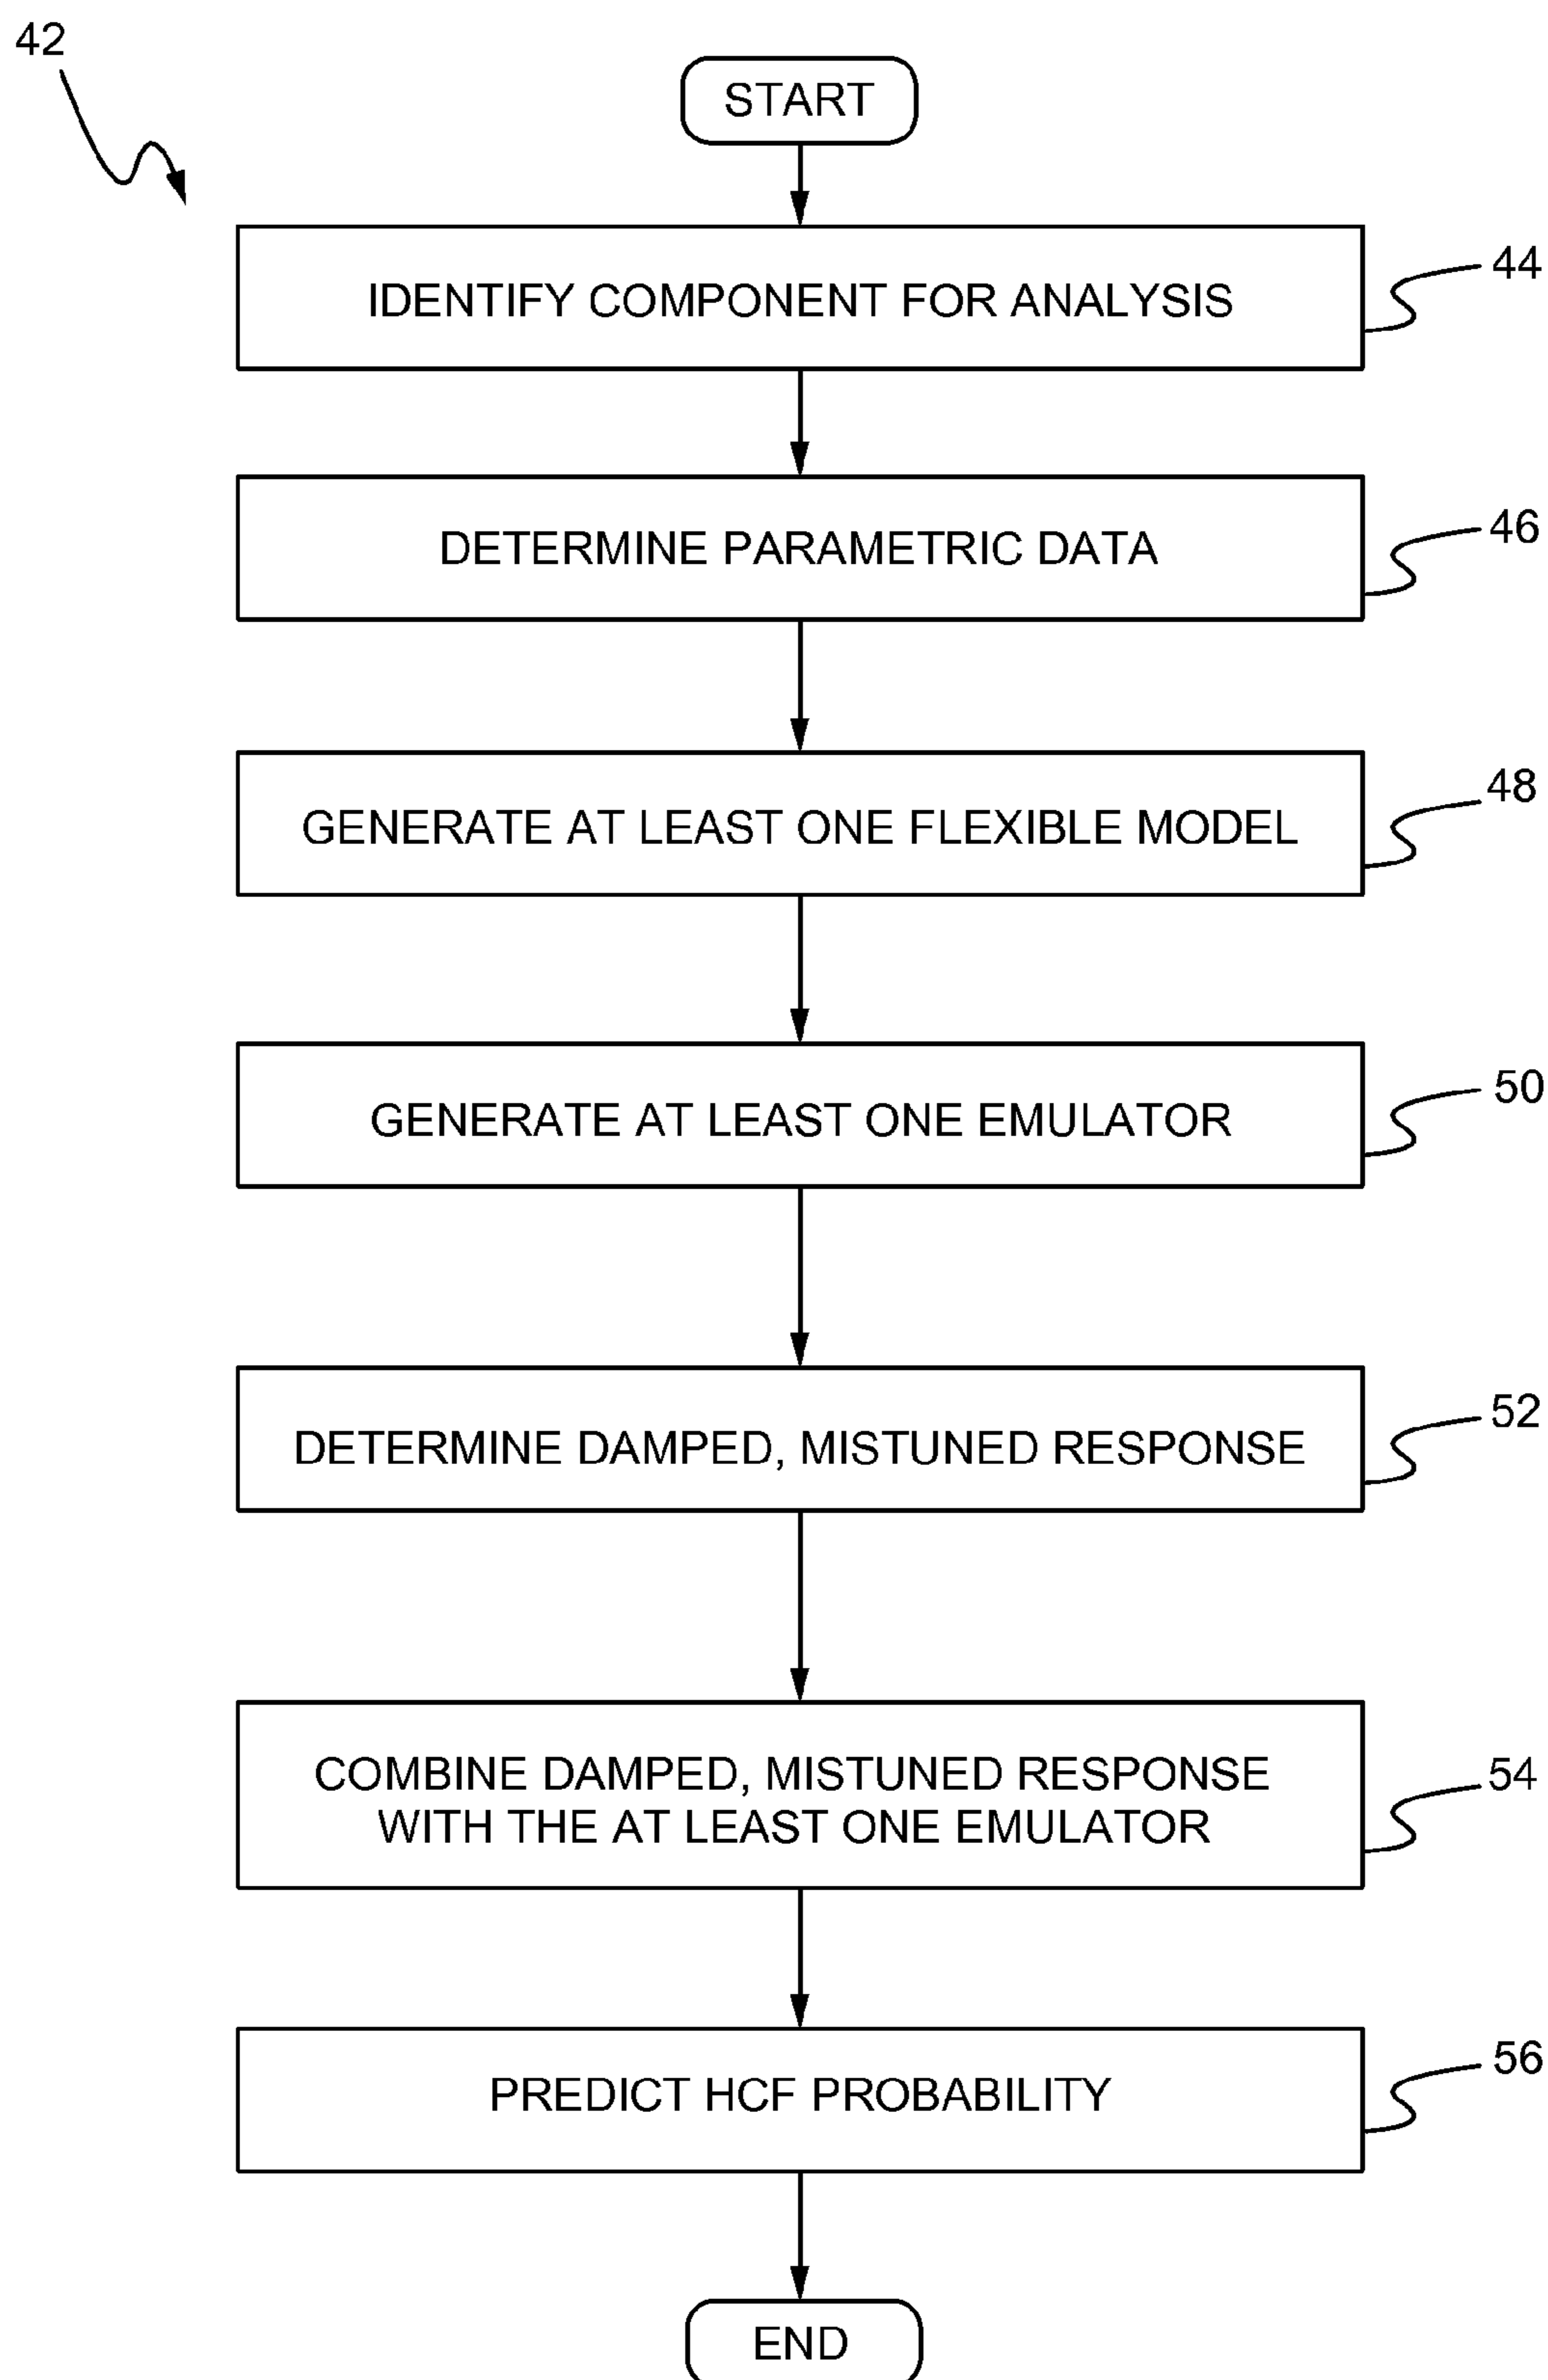 42
START
IDENTIFY COMPONENT FOR ANALYSIS
44
DETERMINE PARAMETRIC DATA
46
GENERATE AT LEAST ONE FLEXIBLE MODEL
48
GENERATE AT LEAST ONE EMULATOR
50
DETERMINE DAMPED, MISTUNED RESPONSE
52
COMBINE DAMPED, MISTUNED RESPONSE
WITH THE AT LEAST ONE EMULATOR
54
PREDICT HCF PROBABILITY
56
END